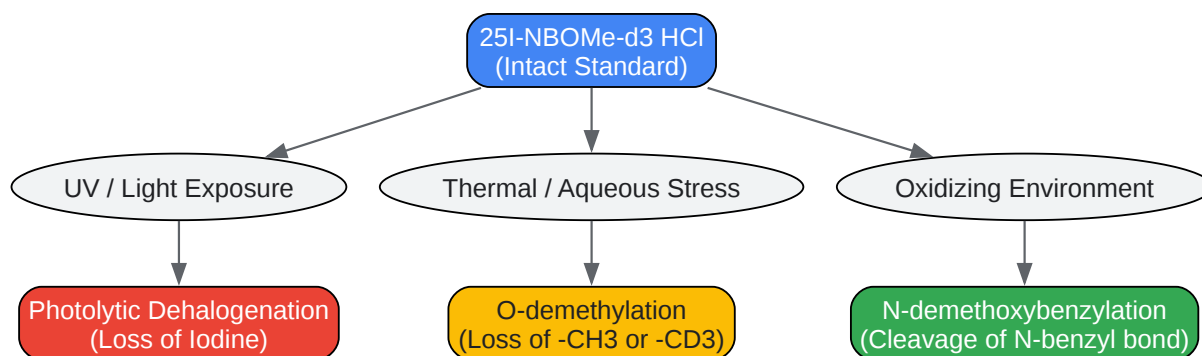 25I-NBOMe-d3 HCl
(Intact Standard)
UV / Light Exposure
Thermal / Aqueous Stress
Oxidizing Environment
Photolytic Dehalogenation
(Loss of Iodine)
O-demethylation
(Loss of -CH3 or -CD3)
N-demethoxybenzylation
(Cleavage of N-benzyl bond)